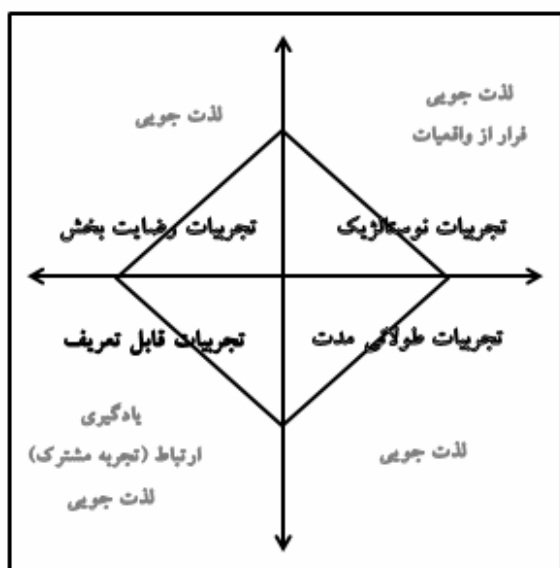 لذت جویی
فرار از واقعیات
لذت جویی
تجربیات نوستالژیک
تجربیات رضایت بخش
تجربیات طولانی مدت
تجربیات قابل تعریف
لذت جویی
یادگیری
ارتباط (تجربه مشترک)
لذت جویی